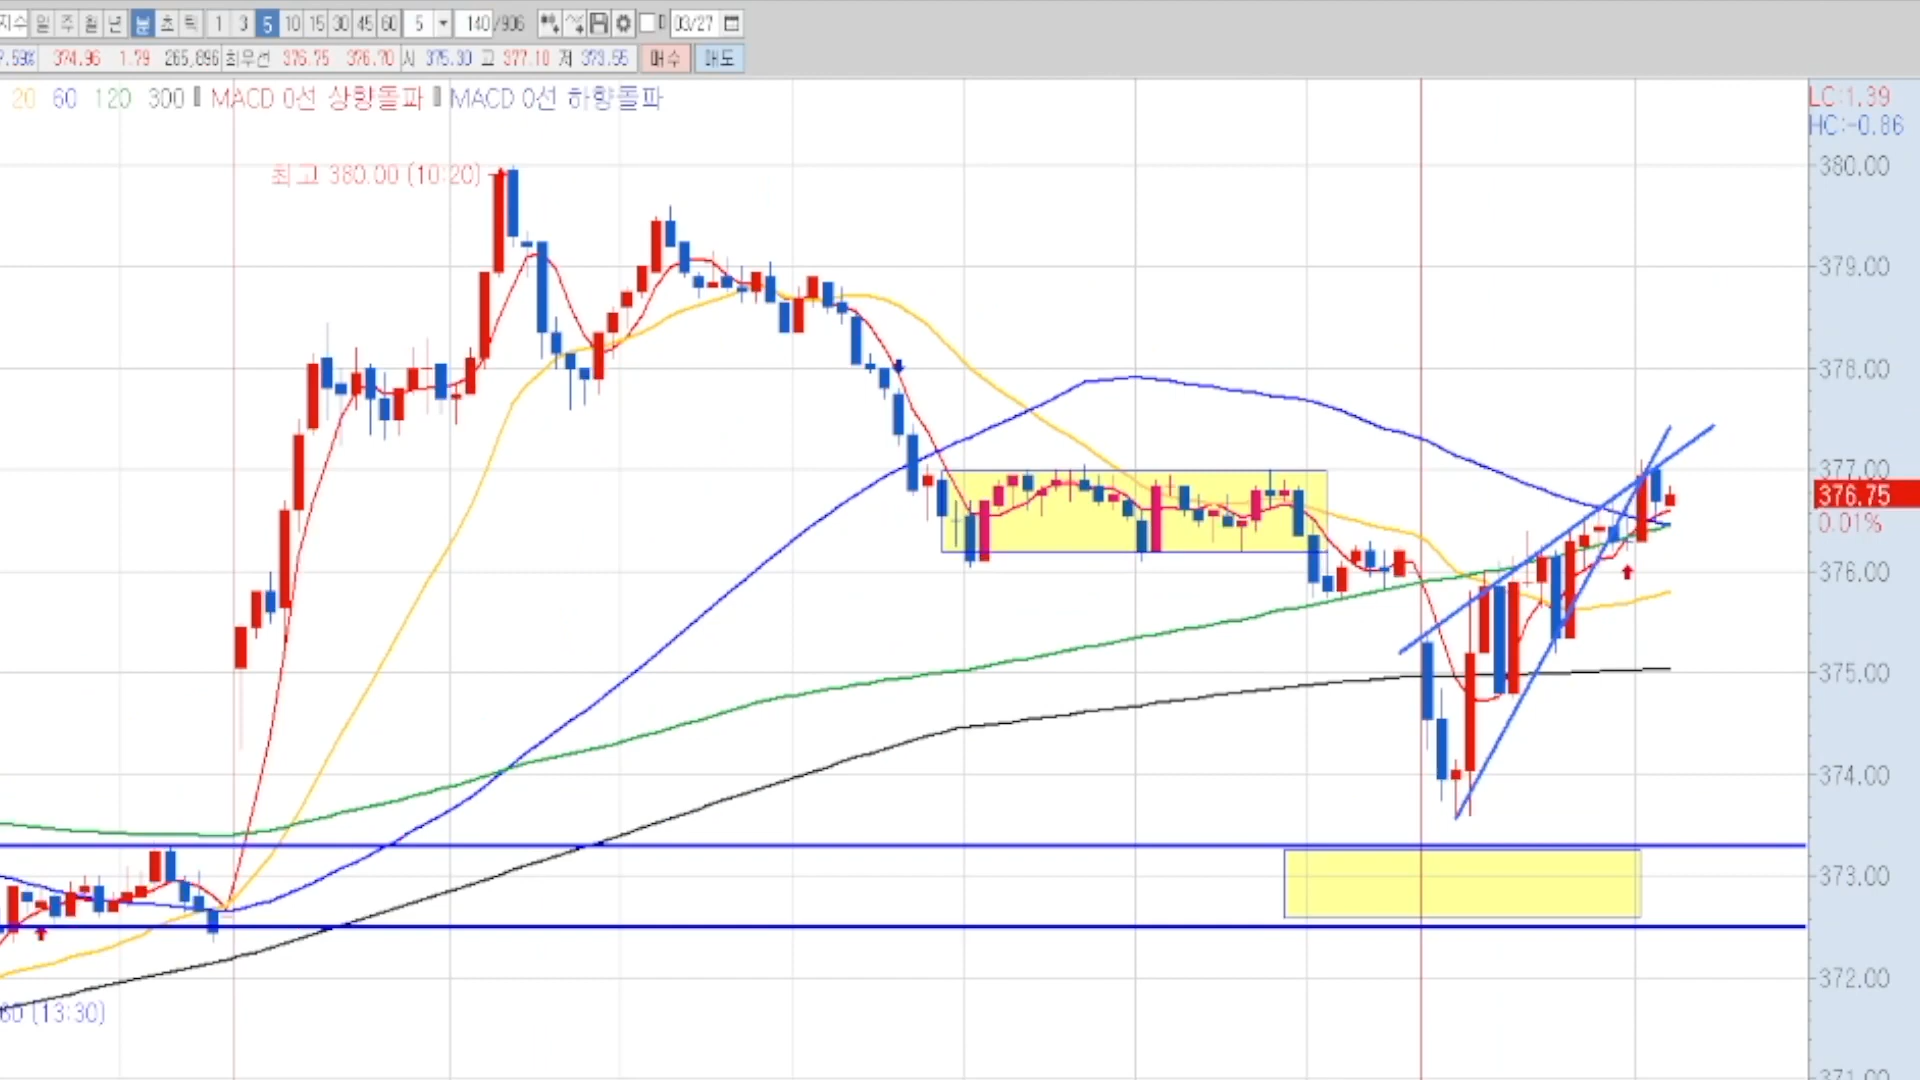 지수 일 주 월 년 분 초 틱 1 3 5 10 15 30 45 60 5 140/906 03/27
7.59% 374.96 1.79 265,896 최우선 376.75 376.70 시 375.30 고 377.10 저 373.55 매수 매도
20 60 120 300 MACD 0선 상향돌파 MACD 0선 하향돌파
LC:1.39
HC:-0.86
최고 380.00 (10:20)
380.00
379.00
378.00
377.00
376.75
0.01%
376.00
375.00
374.00
373.00
372.00
60 (13:30)
371.00